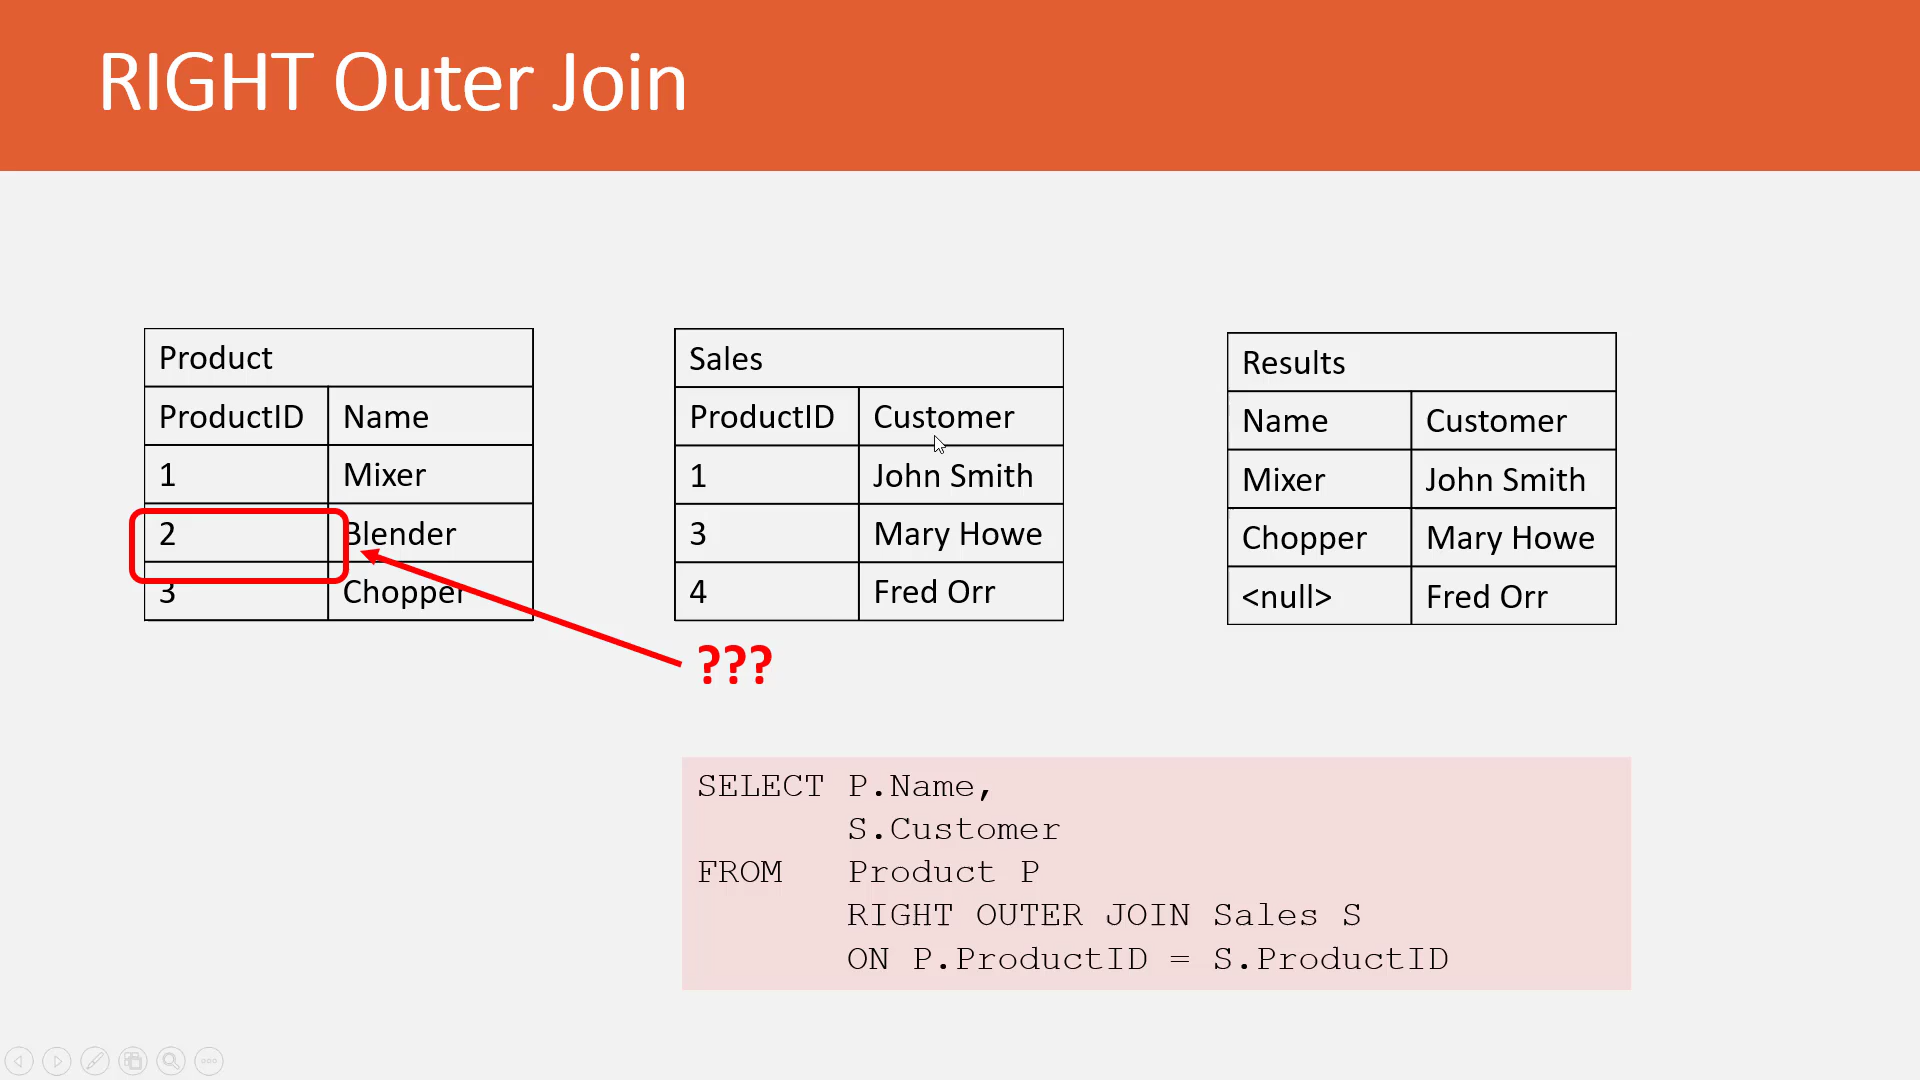 RIGHT Outer Join
Product
ProductID Name
1 Mixer
2 Blender
3 Chopper
Sales
ProductID Customer
1 John Smith
3 Mary Howe
4 Fred Orr
Results
Name Customer
Mixer John Smith
Chopper Mary Howe
<null> Fred Orr
???
SELECT P.Name,
S.Customer
FROM Product P
RIGHT OUTER JOIN Sales S
ON P.ProductID = S.ProductID